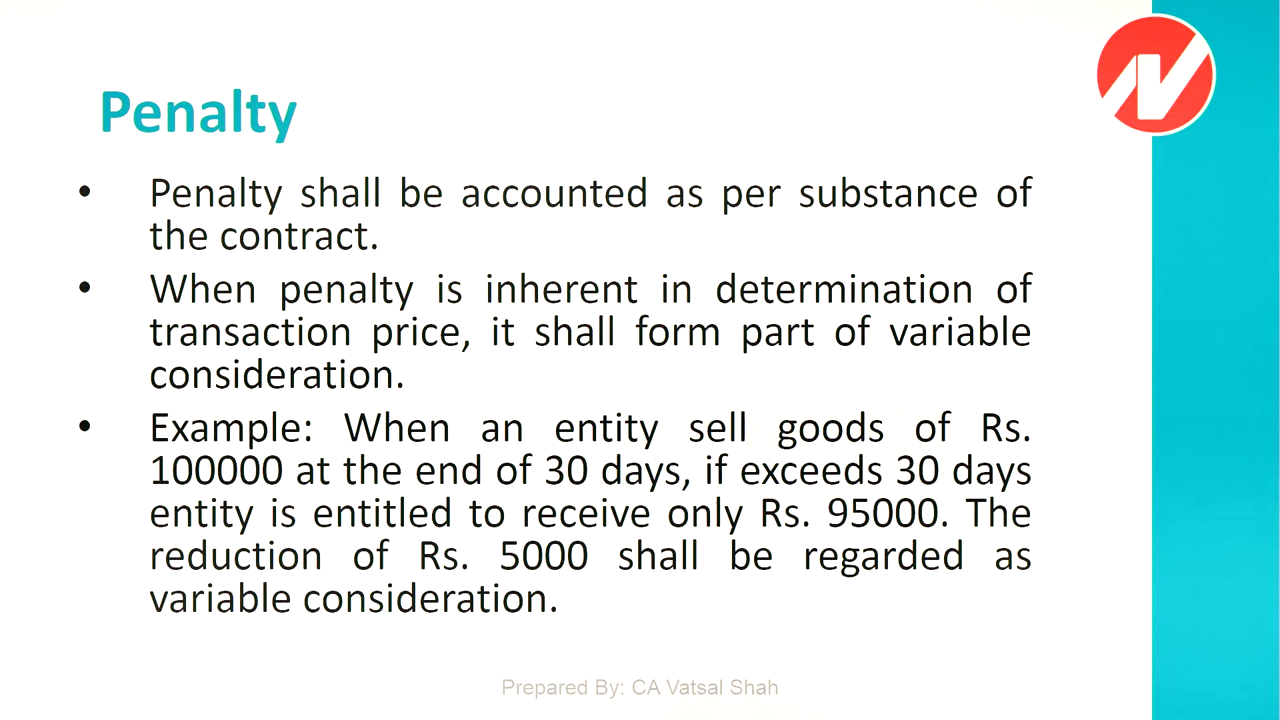 Penalty
• Penalty shall be accounted as per substance of
the contract.
• When penalty is inherent in determination of
transaction price, it shall form part of variable
consideration.
• Example: When an entity sell goods of Rs.
100000 at the end of 30 days, if exceeds 30 days
entity is entitled to receive only Rs. 95000. The
reduction of Rs. 5000 shall be regarded as
variable consideration.
Prepared By: CA Vatsal Shah